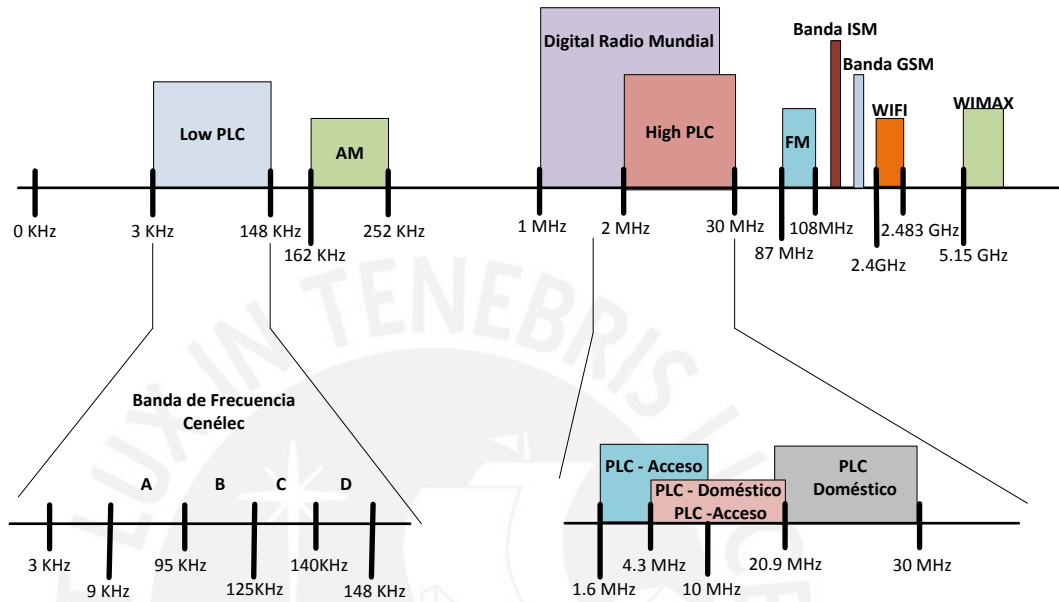 Digital Radio Mundial
Banda ISM
Banda GSM
Low PLC
AM
High PLC
FM
WIFI
WIMAX
0 KHz
3 KHz
148 KHz
162 KHz
252 KHz
1 MHz
2 MHz
30 MHz
87 MHz
108MHz
2.4GHz
2.483 GHz
5.15 GHz
LUX IN TENEBRIS LUCE
Banda de Frecuencia
Cenélec
A
B
C
D
3 KHz
9 KHz
95 KHz
125KHz
140KHz
148 KHz
PLC - Acceso
PLC - Doméstico
PLC -Acceso
PLC
Doméstico
1.6 MHz
4.3 MHz
10 MHz
20.9 MHz
30 MHz